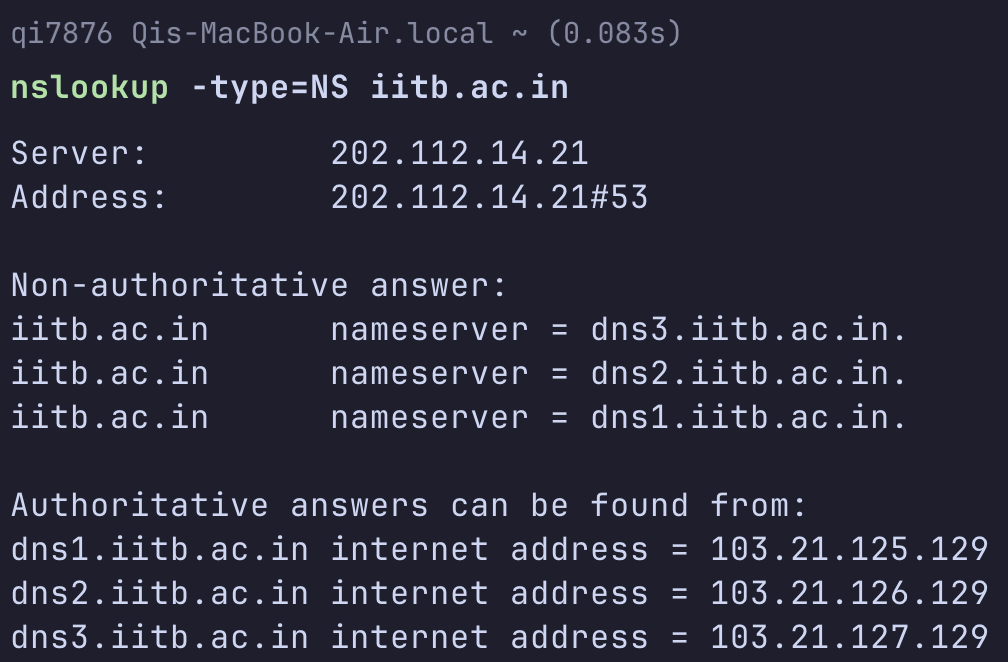 qi7876 Qis-MacBook-Air.local ~ (0.083s)
nslookup -type=NS iitb.ac.in
Server: 202.112.14.21
Address: 202.112.14.21#53
Non-authoritative answer:
iitb.ac.in nameserver = dns3.iitb.ac.in.
iitb.ac.in nameserver = dns2.iitb.ac.in.
iitb.ac.in nameserver = dns1.iitb.ac.in.
Authoritative answers can be found from:
dns1.iitb.ac.in internet address = 103.21.125.129
dns2.iitb.ac.in internet address = 103.21.126.129
dns3.iitb.ac.in internet address = 103.21.127.129